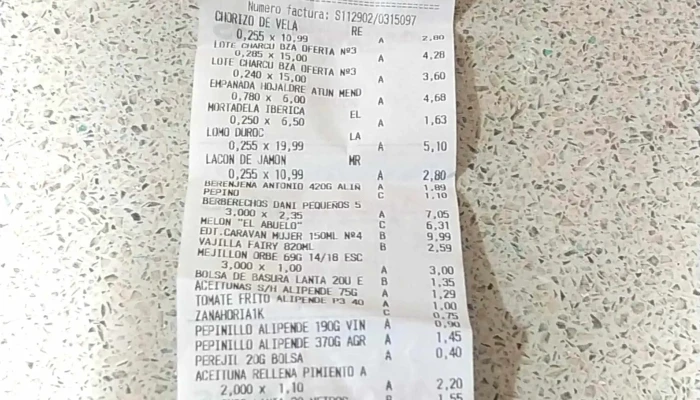 Numero factura: S112902/0315097
CHORIZO DE VELA RE
0,255 x 10,99 A 2,80
LOTE CHARCU BZA OFERTA Nº3
0,285 x 15,00 A 4,28
LOTE CHARCU BZA OFERTA Nº3
0,240 x 15,00 A 3,60
EMPANADA HOJALDRE ATUN MEND
0,780 x 6,00 A 4,68
MORTADELA IBERICA EL
0,250 x 6,50 A 1,63
LOMO DUROC LA
0,255 x 19,99 A 5,10
LACON DE JAMON MR
0,255 x 10,99 A 2,80
BERENJENA ANTONIO 420G ALIÑ A 1,89
PEPINO C 1,10
BERBERECHOS DANI PEQUEÑOS 5
3,000 x 2,35 A 7,05
MELON "EL ABUELO" C 6,31
EDT.CARAVAN MUJER 150ML Nº4 B 9,99
VAJILLA FAIRY 820ML B 2,59
MEJILLON ORBE 69G 14/18 ESC
3,000 x 1,00 A 3,00
BOLSA DE BASURA LANTA 20U E B 1,35
ACEITUNAS S/H ALIPENDE 75G A 1,29
TOMATE FRITO ALIPENDE P3 40 A 1,00
ZANAHORIA1K C 0,75
PEPINILLO ALIPENDE 190G VIN A 0,90
PEPINILLO ALIPENDE 370G AGR A 1,45
PEREJIL 20G BOLSA A 0,40
ACEITUNA RELLENA PIMIENTO A
2,000 x 1,10 A 2,20
B 1,55